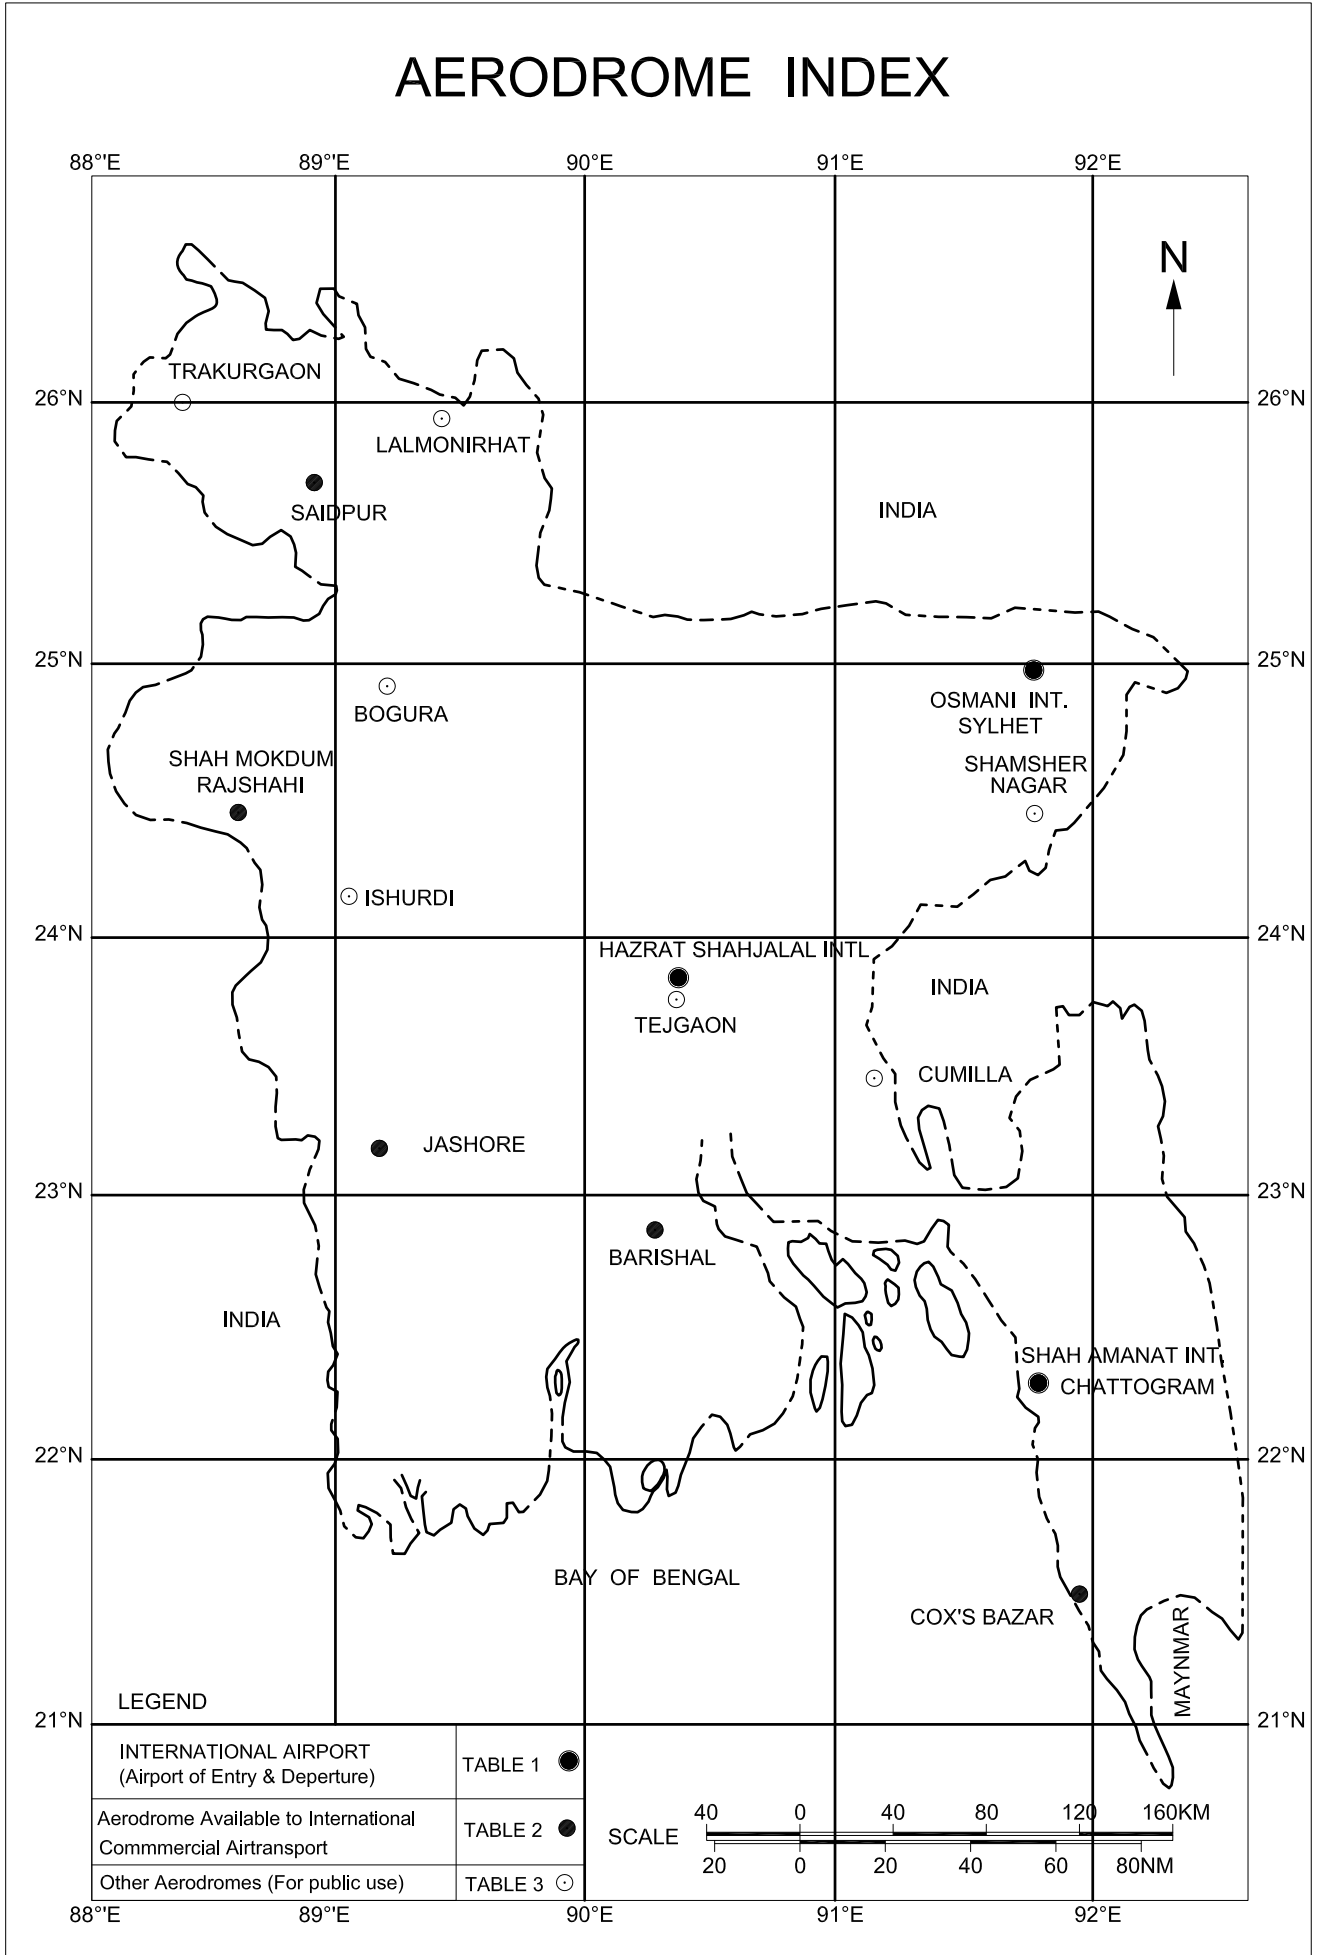 AERODROME INDEX
88°'E 89°'E 90°E 91°E 92°E
N
TRAKURGAON
26°N 26°N
LALMONIRHAT
SAIDPUR
INDIA
25°N 25°N
OSMANI INT.
SYLHET
BOGURA
SHAH MOKDUM
RAJSHAHI
SHAMSHER
NAGAR
ISHURDI
24°N 24°N
HAZRAT SHAHJALAL INTL
TEJGAON
INDIA
CUMILLA
JASHORE
23°N 23°N
BARISHAL
INDIA
SHAH AMANAT INT.
CHATTOGRAM
22°N 22°N
BAY OF BENGAL
COX'S BAZAR
MAYNMAR
LEGEND
21°N 21°N
INTERNATIONAL AIRPORT
(Airport of Entry & Deperture)
TABLE 1
Aerodrome Available to International
Commmercial Airtransport
TABLE 2
Other Aerodromes (For public use)
TABLE 3
SCALE
40 0 40 80 120 160KM
20 0 20 40 60 80NM
88°E 89°E 90°E 91°E 92°E